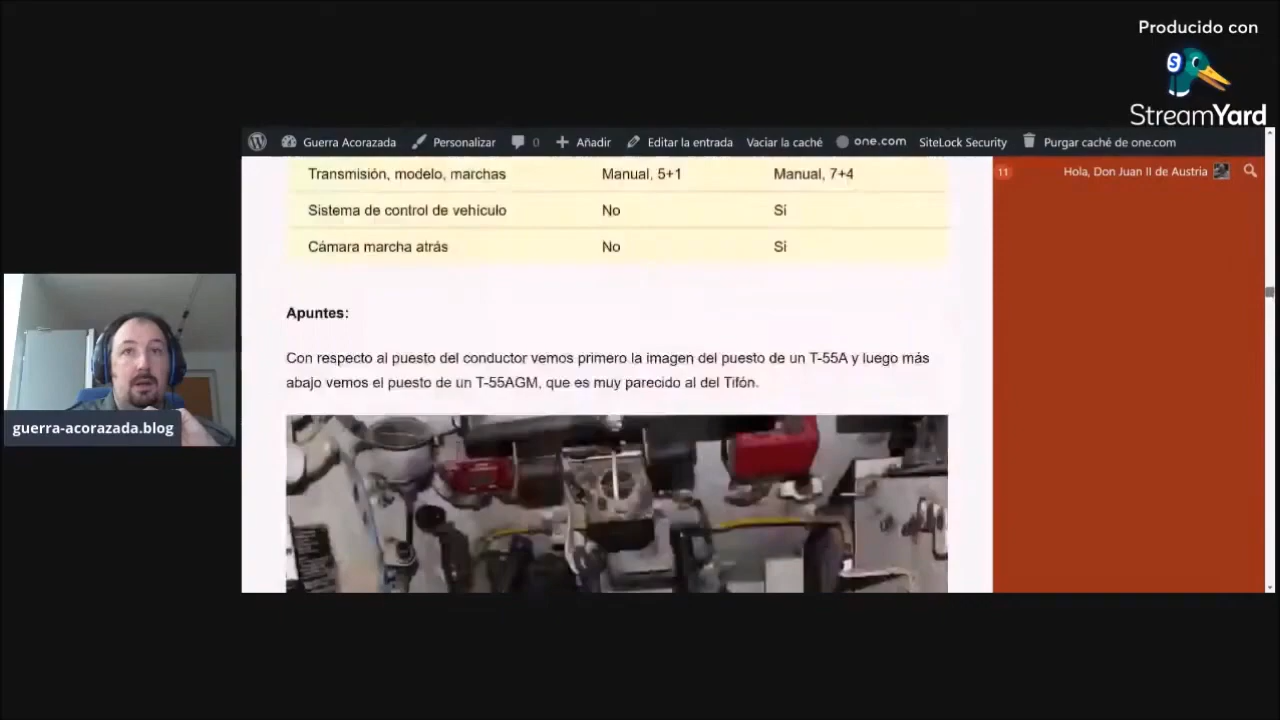 Producido con
StreamYard
Guerra Acorazada
Personalizar
0
Añadir
Editar la entrada
Vaciar la caché
one.com
SiteLock Security
Purgar caché de one.com
11
Hola, Don Juan II de Austria
Transmisión, modelo, marchas Manual, 5+1 Manual, 7+4
Sistema de control de vehículo No Sí
Cámara marcha atrás No Sí
Apuntes:
Con respecto al puesto del conductor vemos primero la imagen del puesto de un T-55A y luego más
abajo vemos el puesto de un T-55AGM, que es muy parecido al del Tifón.
guerra-acorazada.blog